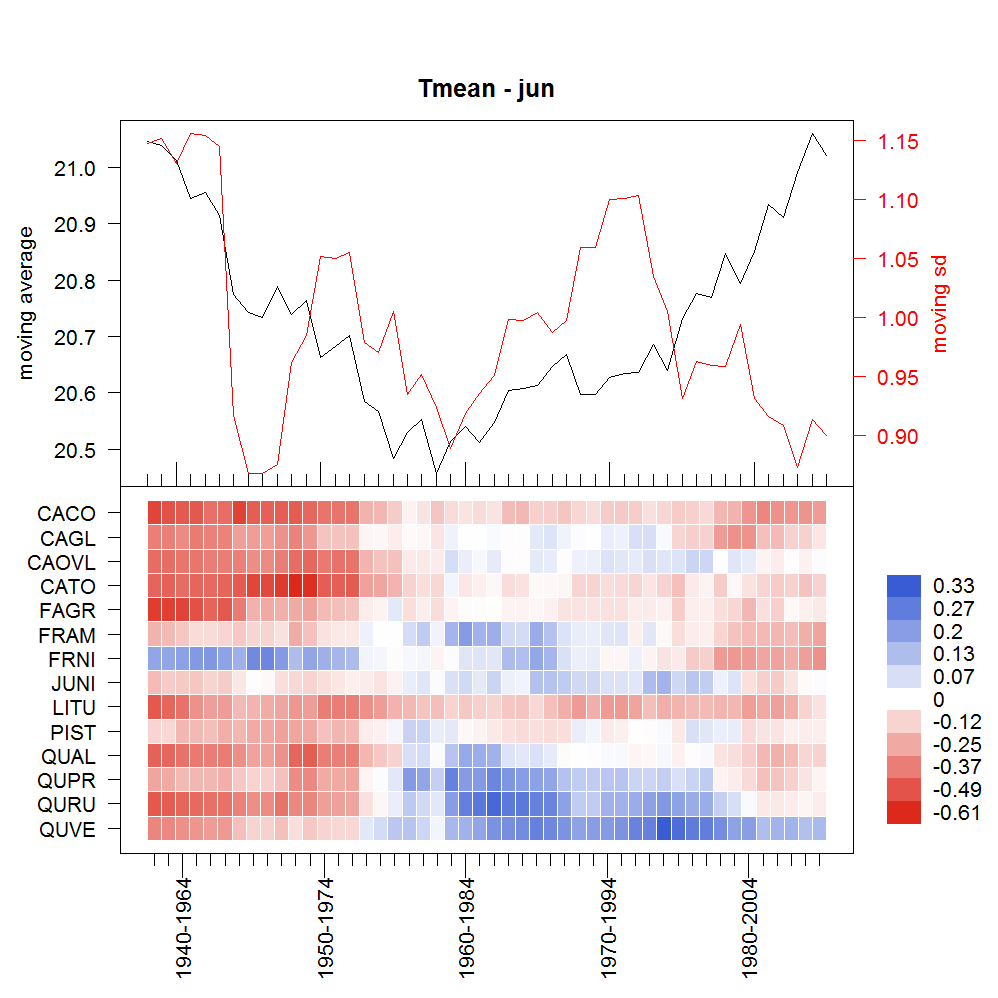 Tmean - jun
moving average
21.0
20.9
20.8
20.7
20.6
20.5
1.15
1.10
1.05
1.00
0.95
0.90
moving sd
CACO
CAGL
CAOVL
CATO
FAGR
FRAM
FRNI
JUNI
LITU
PIST
QUAL
QUPR
QURU
QUVE
0.33
0.27
0.2
0.13
0.07
0
-0.12
-0.25
-0.37
-0.49
-0.61
1940-1964
1950-1974
1960-1984
1970-1994
1980-2004